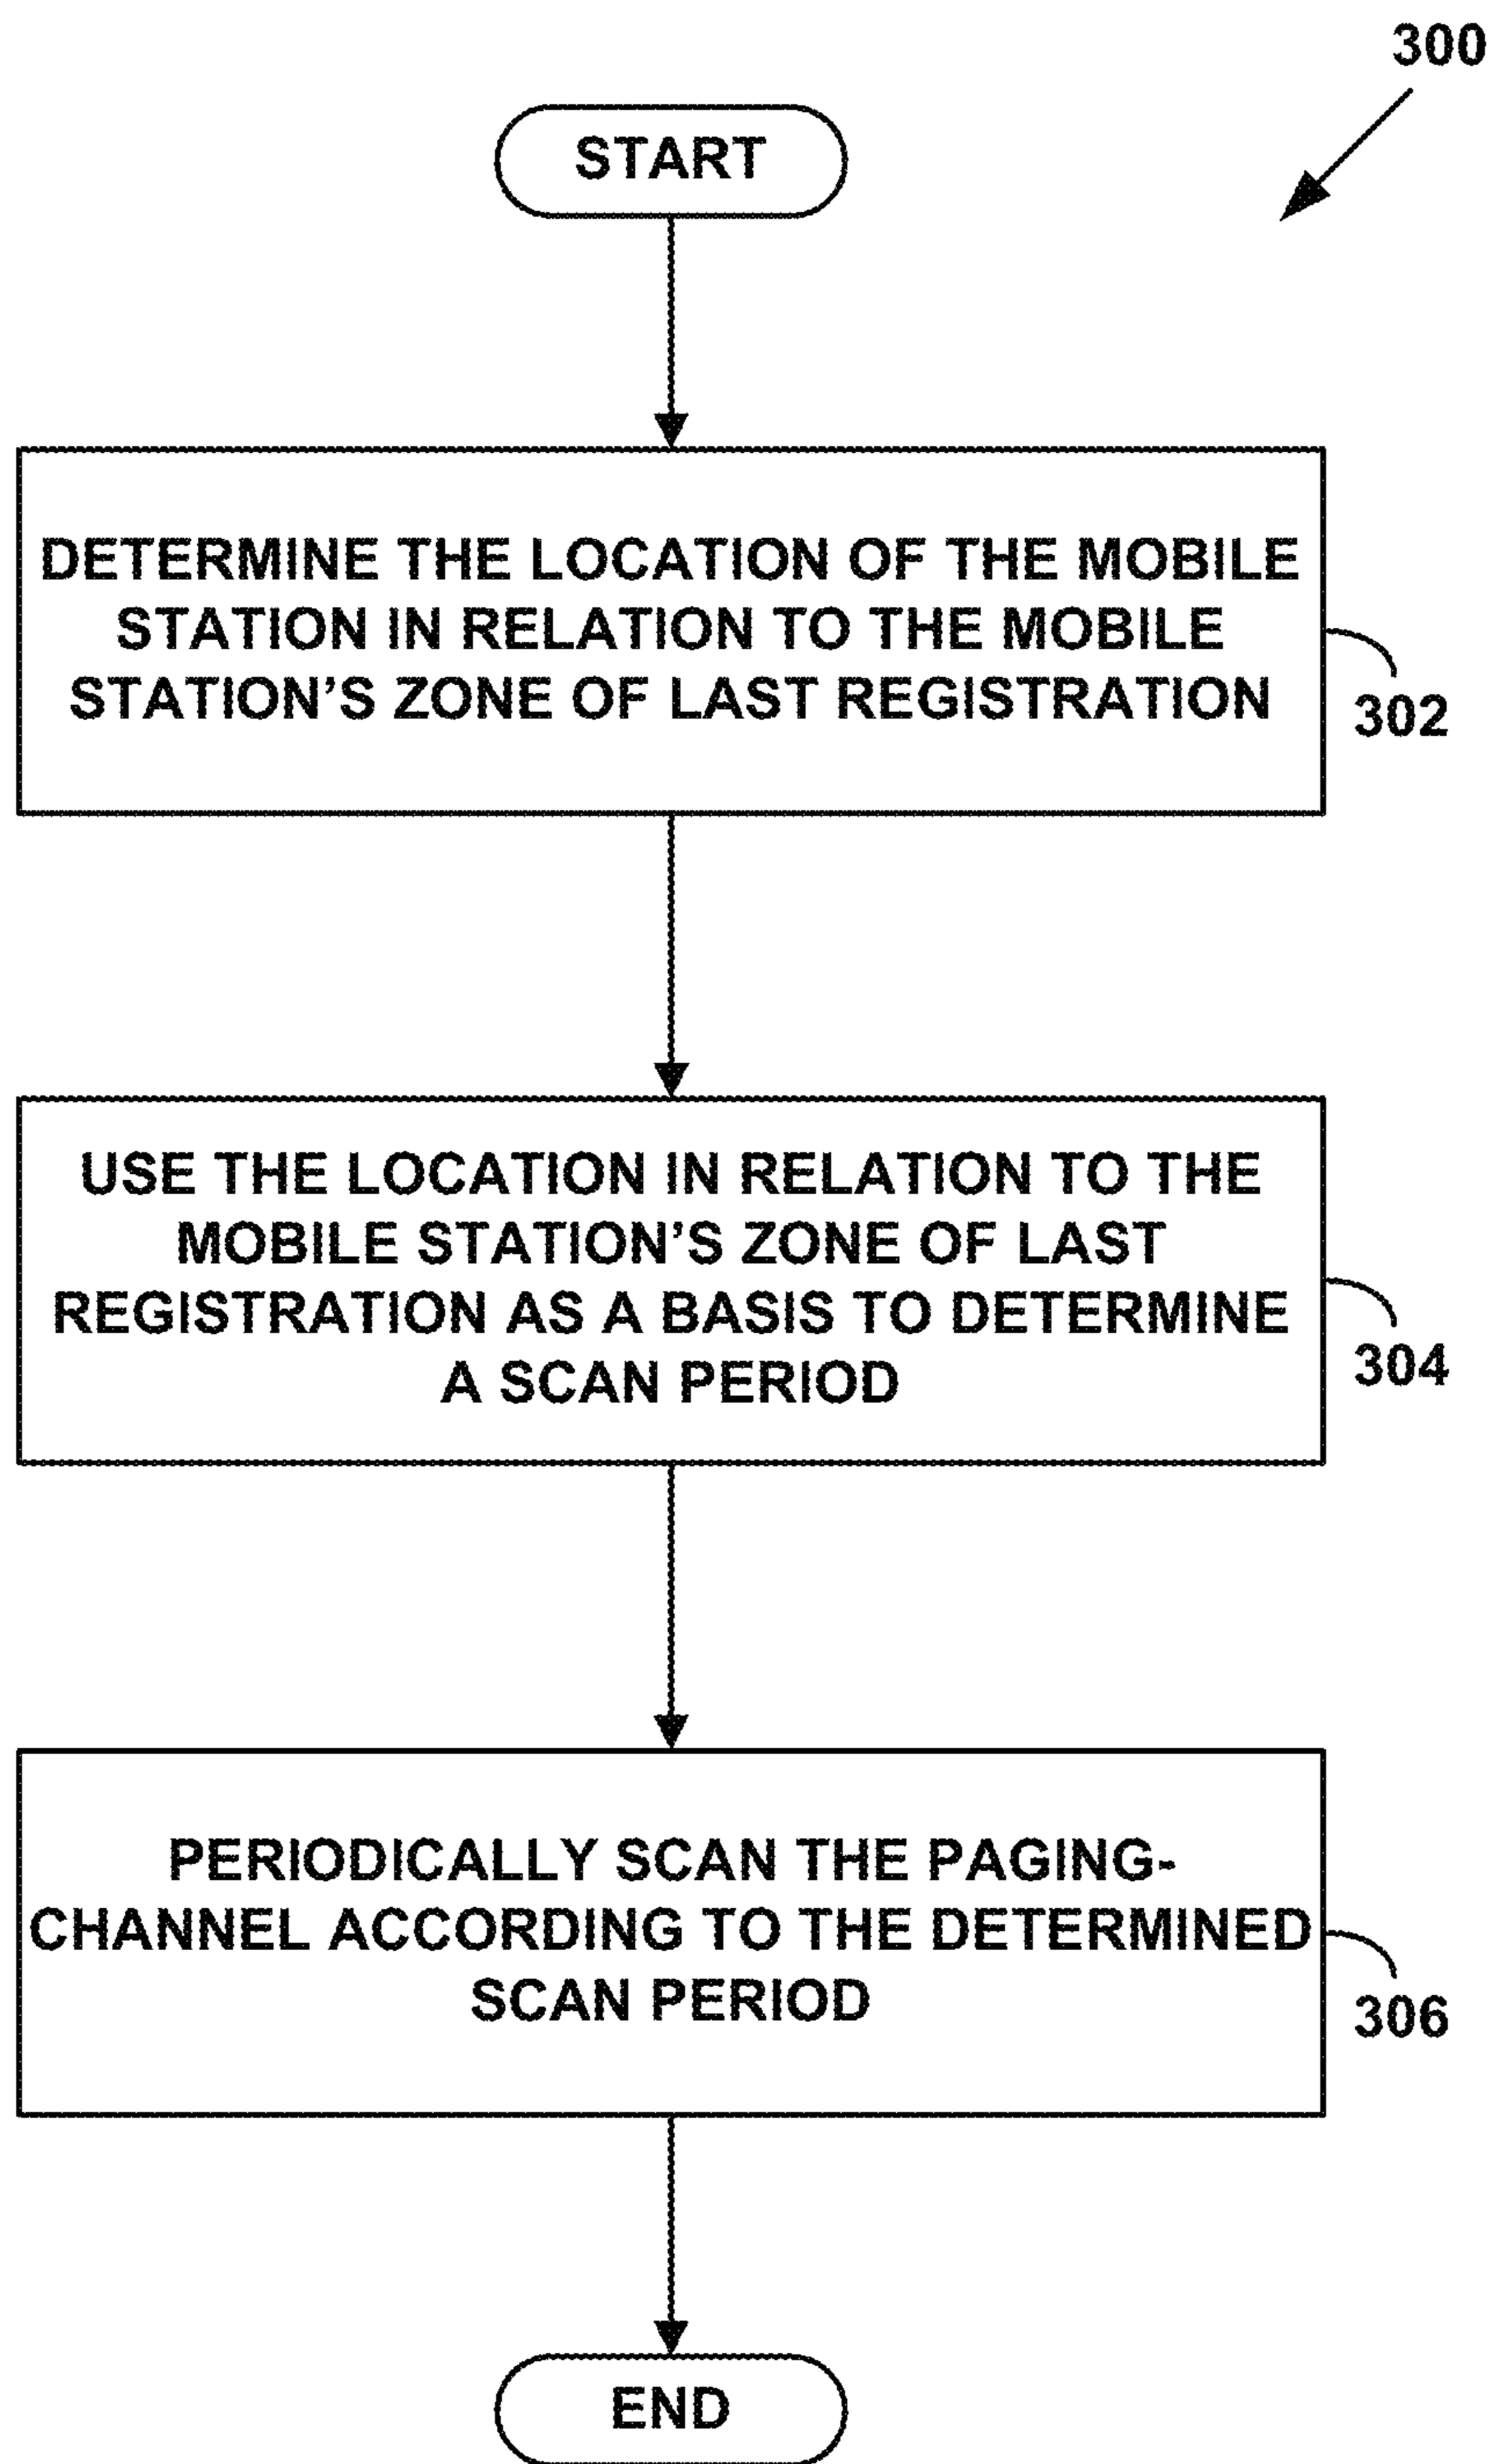 300
START
DETERMINE THE LOCATION OF THE MOBILE
STATION IN RELATION TO THE MOBILE
STATION'S ZONE OF LAST REGISTRATION
302
USE THE LOCATION IN RELATION TO THE
MOBILE STATION'S ZONE OF LAST
REGISTRATION AS A BASIS TO DETERMINE
A SCAN PERIOD
304
PERIODICALLY SCAN THE PAGING-
CHANNEL ACCORDING TO THE DETERMINED
SCAN PERIOD
306
END